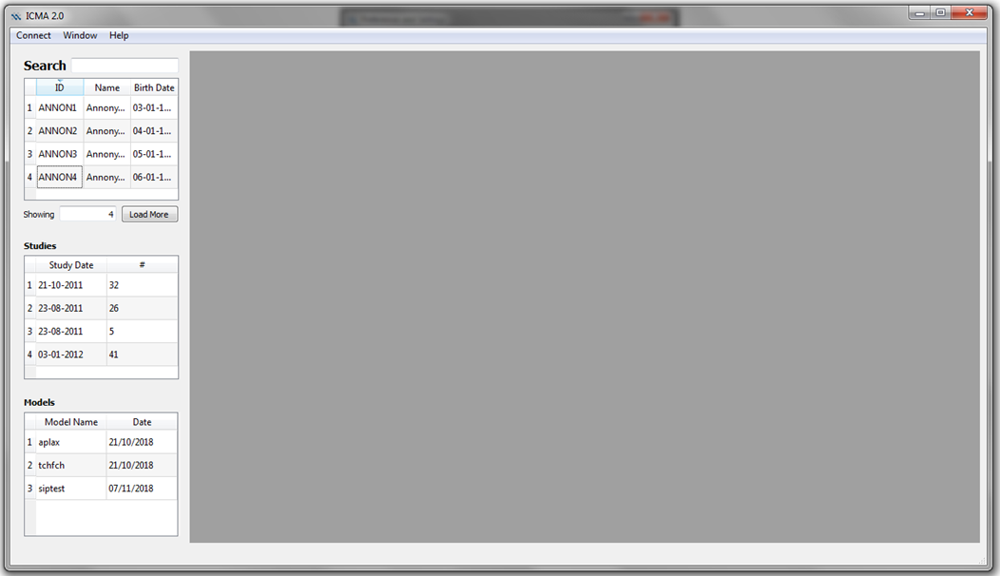 ICMA 2.0
Connect Window Help
Search
ID Name Birth Date
1 ANNON1 Annony... 03-01-1...
2 ANNON2 Annony... 04-01-1...
3 ANNON3 Annony... 05-01-1...
4 ANNON4 Annony... 06-01-1...
Showing 4 Load More
Studies
Study Date #
1 21-10-2011 32
2 23-08-2011 26
3 23-08-2011 5
4 03-01-2012 41
Models
Model Name Date
1 aplax 21/10/2018
2 tchfch 21/10/2018
3 siptest 07/11/2018